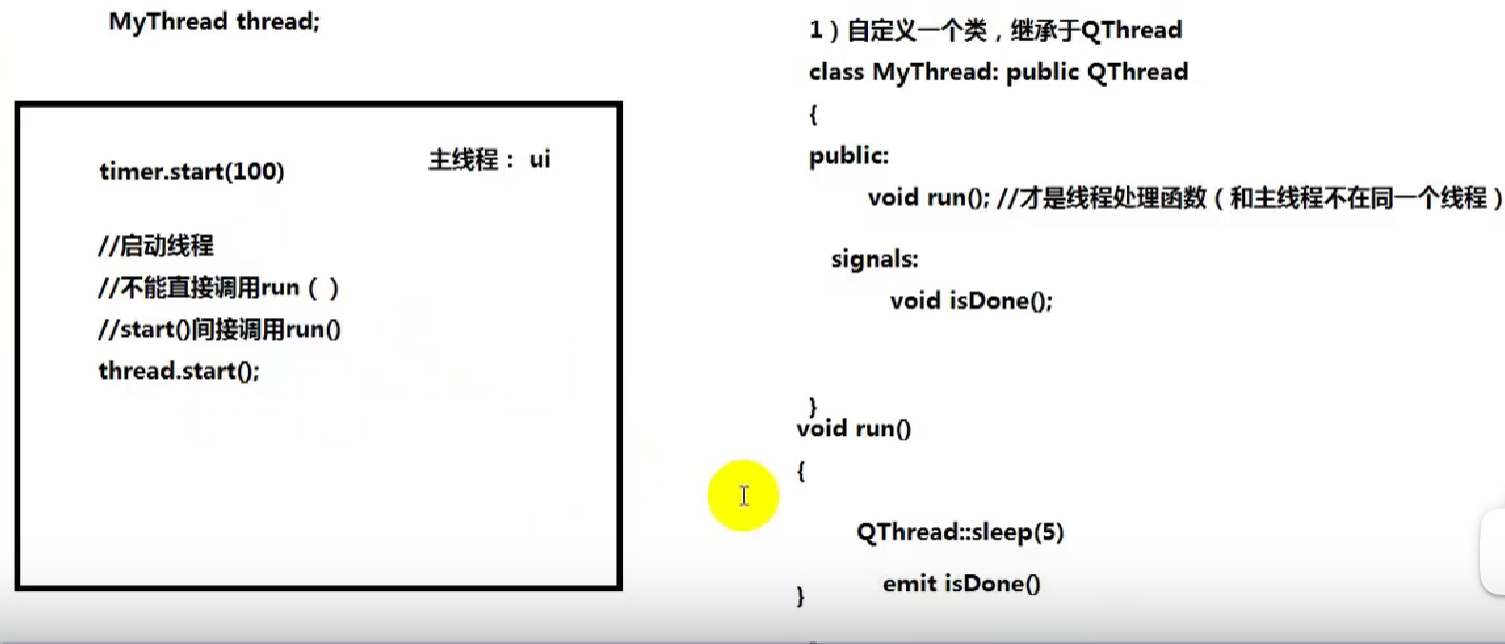 MyThread thread;
timer.start(100)
主线程： ui
//启动线程
//不能直接调用run（ ）
//start()间接调用run()
thread.start();
1）自定义一个类，继承于QThread
class MyThread: public QThread
{
public:
void run(); //才是线程处理函数（和主线程不在同一个线程）
signals:
void isDone();
}
void run()
{
QThread::sleep(5)
emit isDone()
}